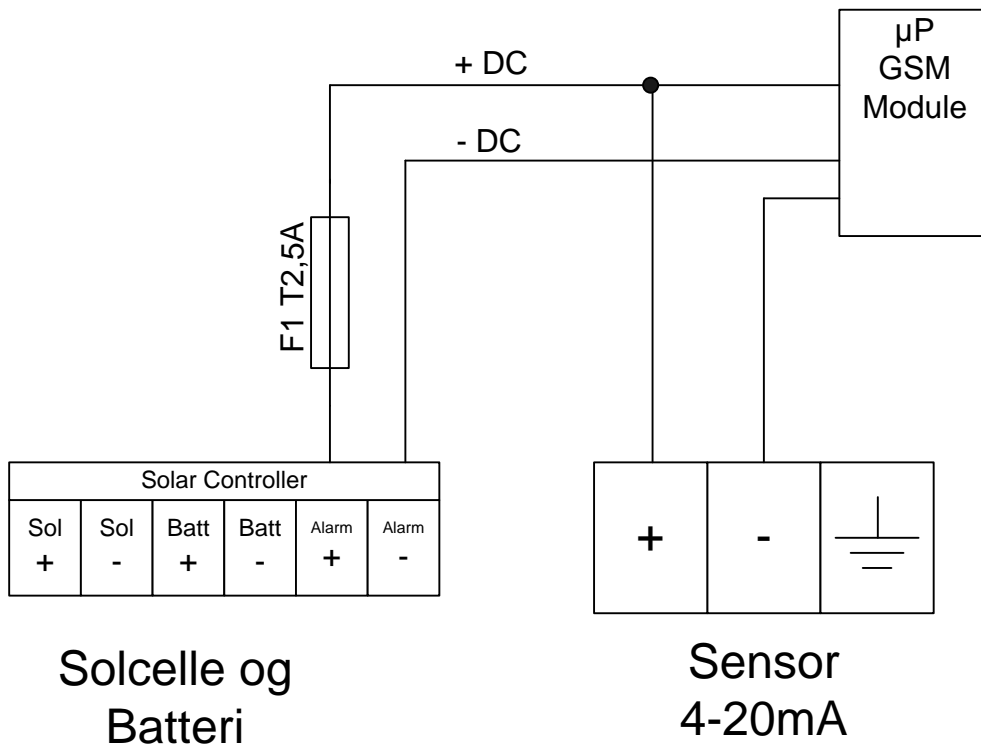 µP
GSM
Module
+ DC
- DC
F1 T2,5A
Solar Controller
Sol Sol Batt Batt Alarm Alarm
+ - + - + -
+ -
Solcelle og
Batteri
Sensor
4-20mA